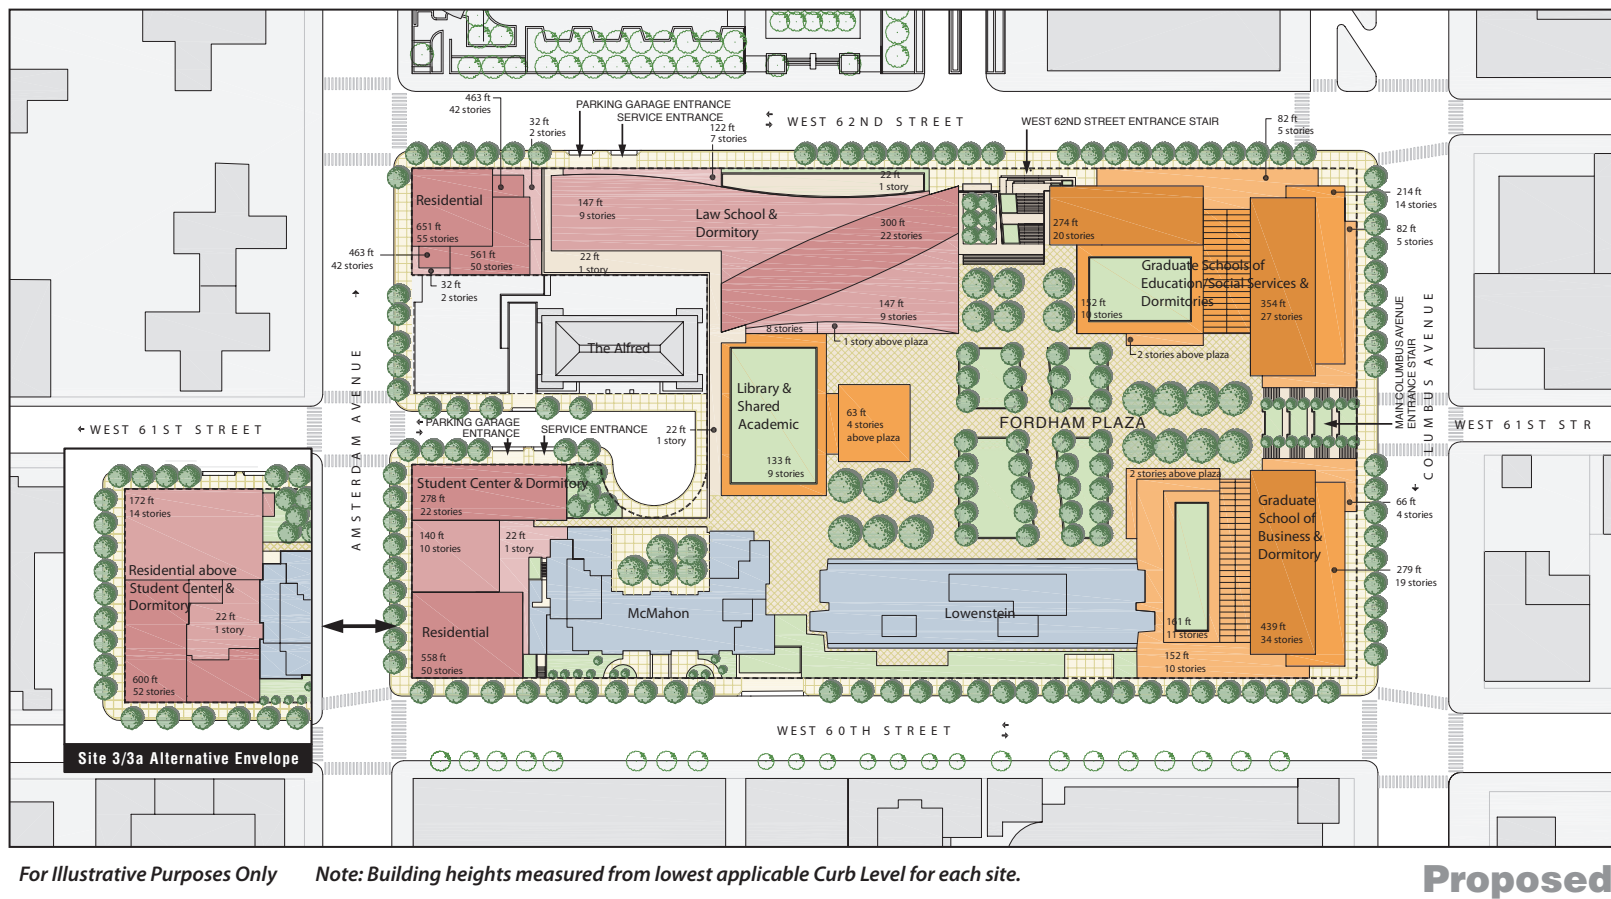 463 ft
42 stories
PARKING GARAGE ENTRANCE
SERVICE ENTRANCE
32 ft
2 stories
122 ft
7 stories
WEST 62ND STREET
WEST 62ND STREET ENTRANCE STAIR
82 ft
5 stories
22 ft
1 story
214 ft
14 stories
Residential
651 ft
55 stories
147 ft
9 stories
Law School &
Dormitory
300 ft
22 stories
274 ft
20 stories
82 ft
5 stories
463 ft
42 stories
561 ft
50 stories
22 ft
1 story
32 ft
2 stories
Graduate Schools of
Education/Social Services &
Dormitories
152 ft
10 stories
354 ft
27 stories
147 ft
9 stories
8 stories
1 story above plaza
2 stories above plaza
The Alfred
AMSTERDAM AVENUE
MAIN COLUMBUS AVENUE
ENTRANCE STAIR
COLUMBUS AVENUE
Library &
Shared
Academic
63 ft
4 stories
above plaza
133 ft
9 stories
22 ft
1 story
FORDHAM PLAZA
WEST 61ST STREET
WEST 61ST STR
PARKING GARAGE
ENTRANCE
SERVICE ENTRANCE
Student Center & Dormitory
278 ft
22 stories
140 ft
10 stories
22 ft
1 story
2 stories above plaza
Graduate
School of
Business &
Dormitory
66 ft
4 stories
279 ft
19 stories
172 ft
14 stories
Residential above
Student Center &
Dormitory
22 ft
1 story
600 ft
52 stories
Site 3/3a Alternative Envelope
Residential
558 ft
50 stories
McMahon
Lowenstein
161 ft
11 stories
439 ft
34 stories
152 ft
10 stories
WEST 60TH STREET
For Illustrative Purposes Only
Note: Building heights measured from lowest applicable Curb Level for each site.
Proposed